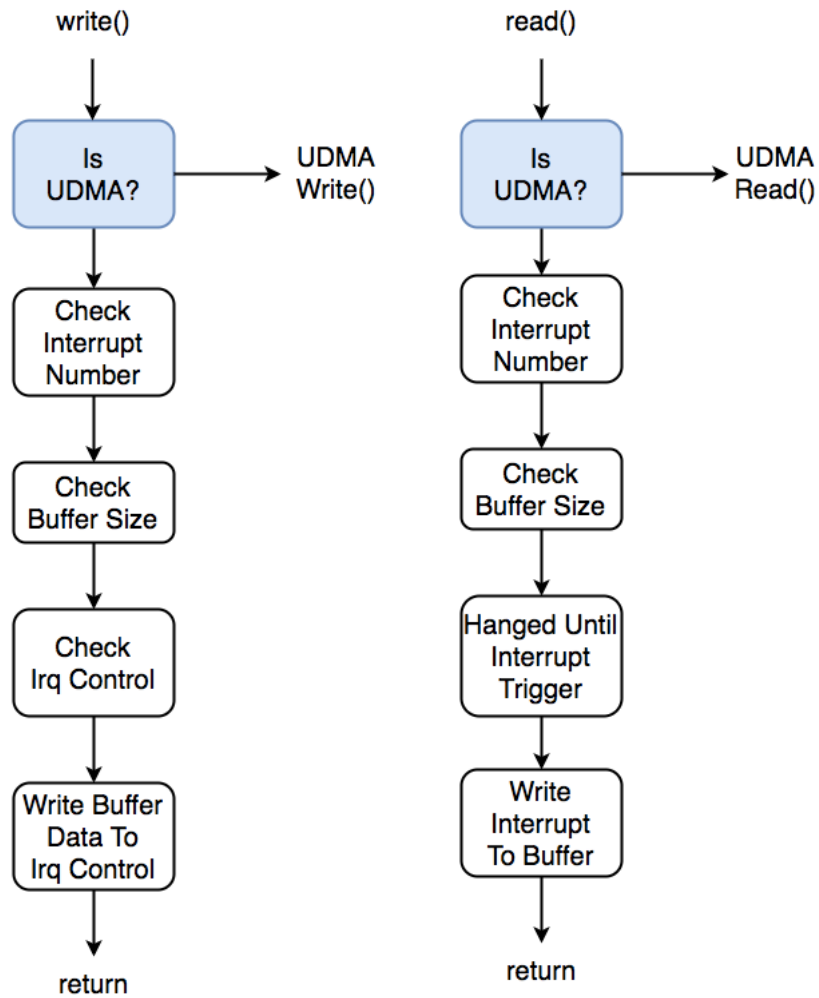 write()
Is
UDMA?
UDMA
Write()
Check
Interrupt
Number
Check
Buffer Size
Check
Irq Control
Write Buffer
Data To
Irq Control
return
read()
Is
UDMA?
UDMA
Read()
Check
Interrupt
Number
Check
Buffer Size
Hanged Until
Interrupt
Trigger
Write
Interrupt
To Buffer
return